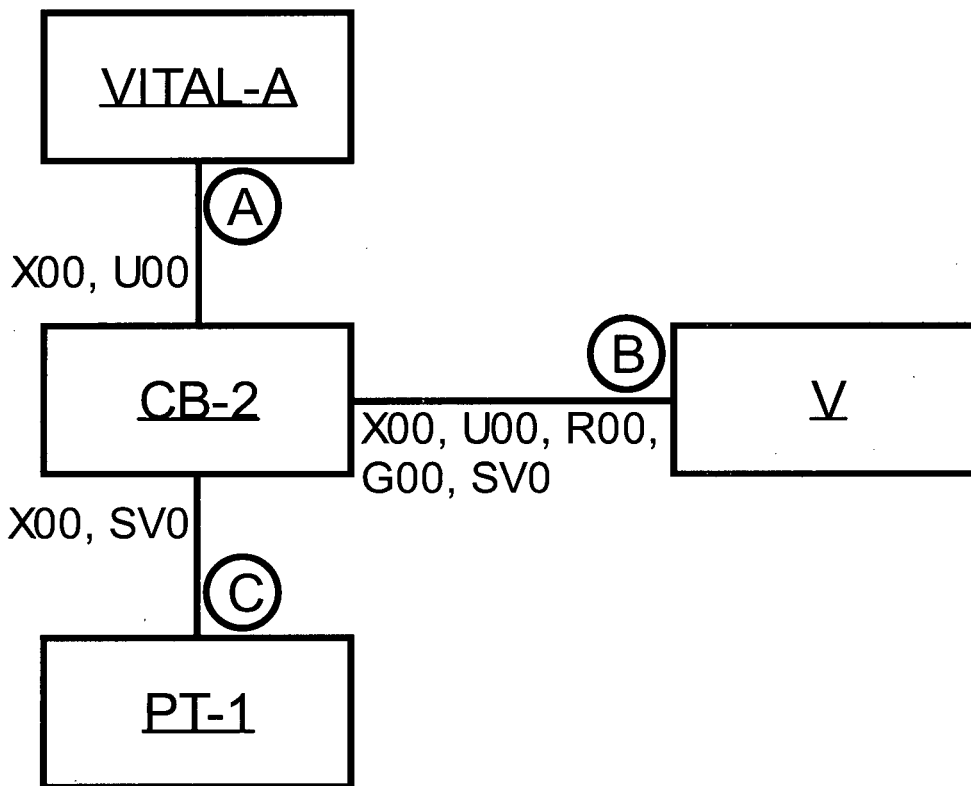 VITAL-A
A
X00, U00
B
CB-2
V
X00, U00, R00,
G00, SV0
X00, SV0
C
PT-1